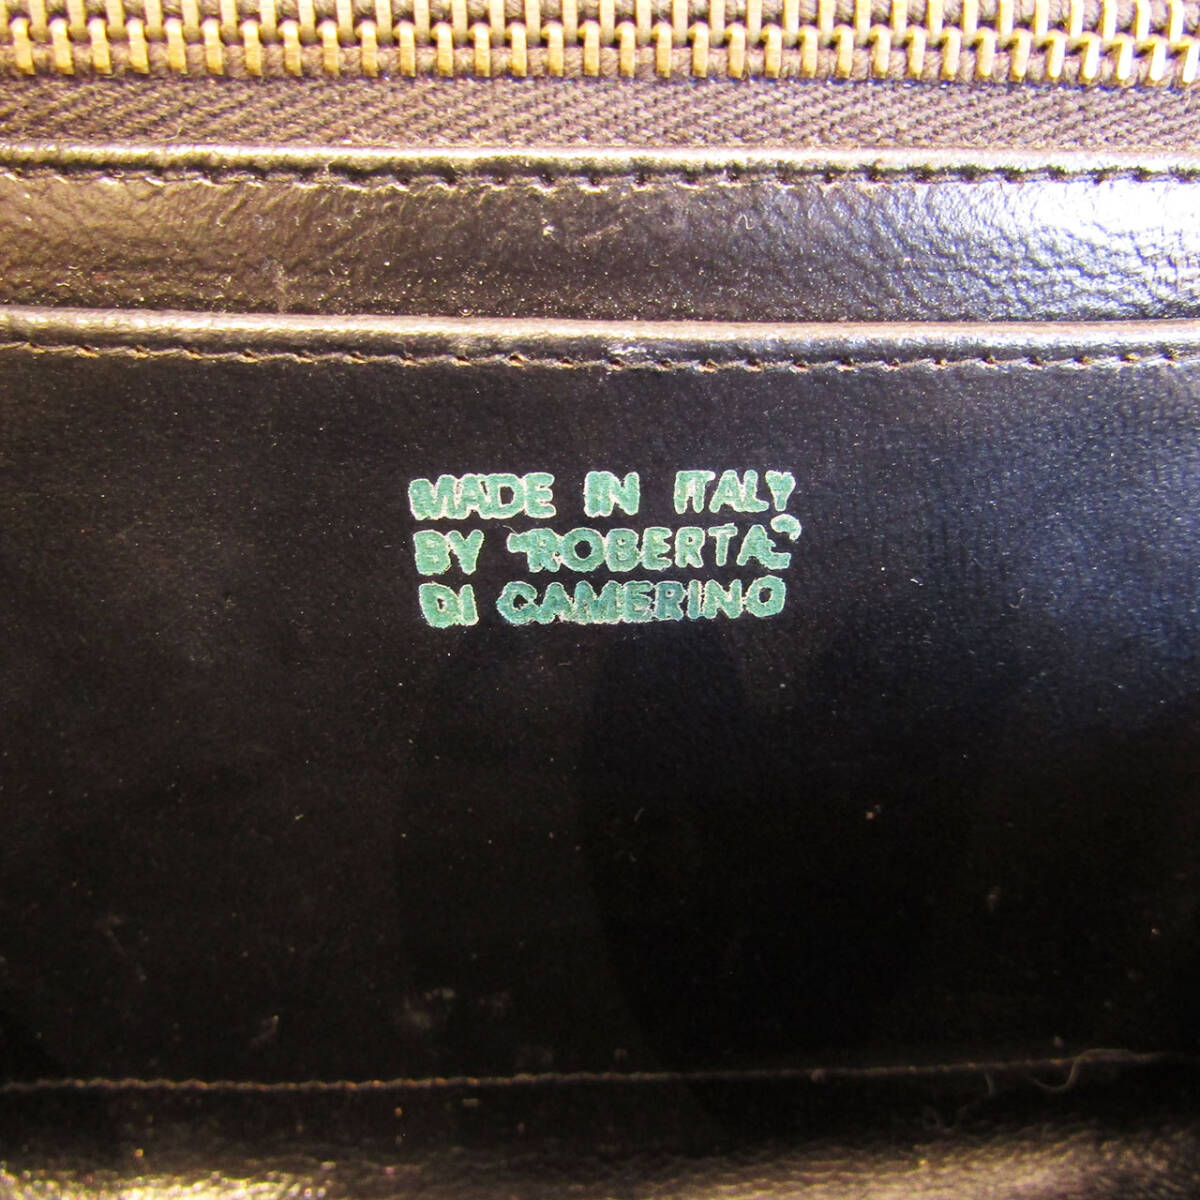 MADE IN ITALY
BY "ROBERTA"
DI CAMERINO